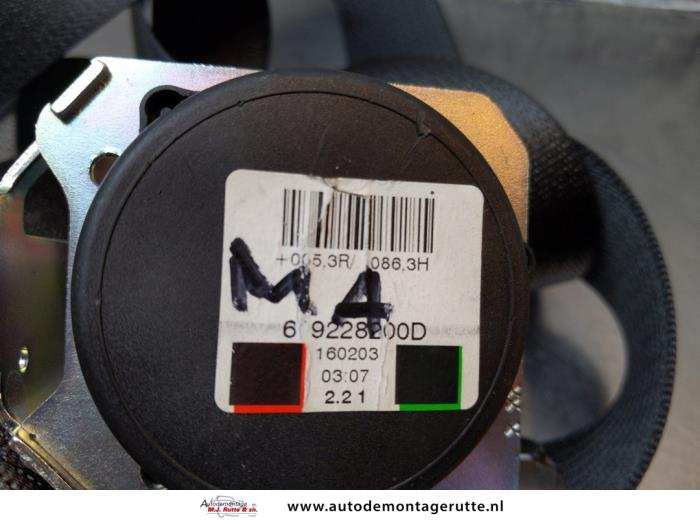 +005,3R/ 086,3H
M4
6 9228200D
160203
03:07
2.2 1
Autodemontage
M.J. Rutte & zn.
www.autodemontagerutte.nl